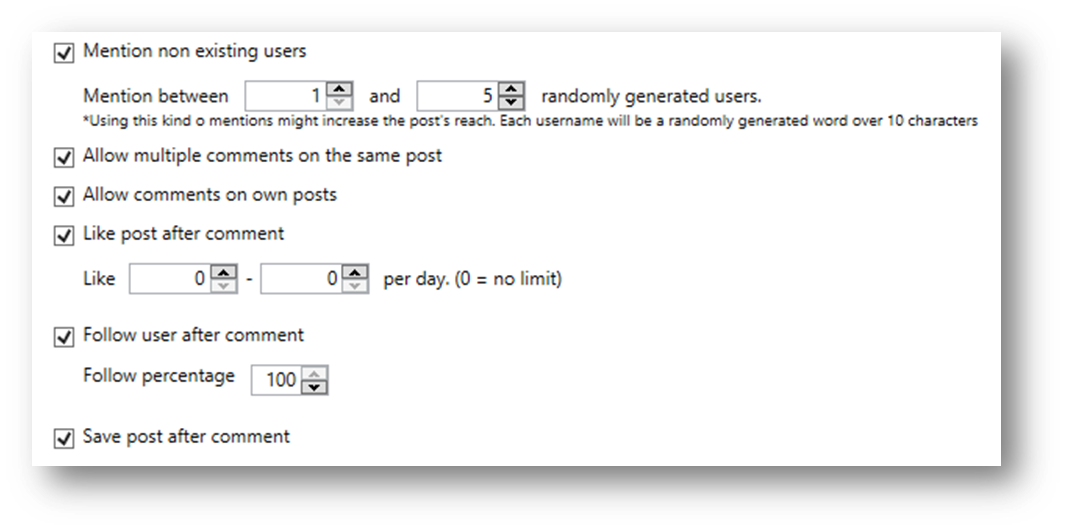 Mention non existing users
Mention between 1 and 5 randomly generated users.
*Using this kind o mentions might increase the post's reach. Each username will be a randomly generated word over 10 characters
Allow multiple comments on the same post
Allow comments on own posts
Like post after comment
Like 0 - 0 per day. (0 = no limit)
Follow user after comment
Follow percentage 100
Save post after comment